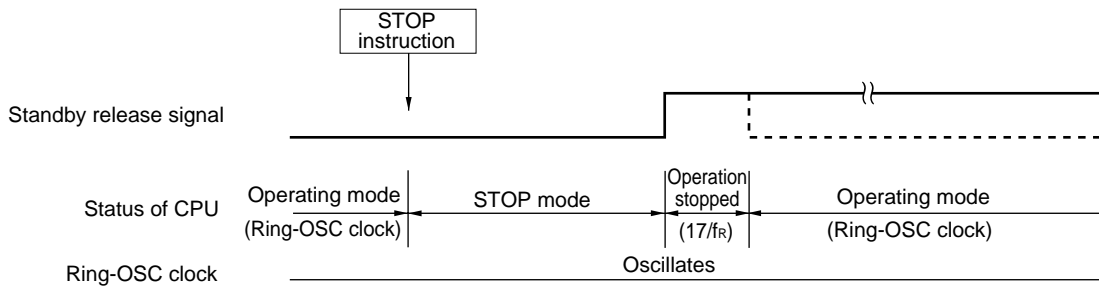 STOP
instruction
Standby release signal
Status of CPU
Operating mode
(Ring-OSC clock)
STOP mode
Operation
stopped
(17/fR)
Operating mode
(Ring-OSC clock)
Ring-OSC clock
Oscillates